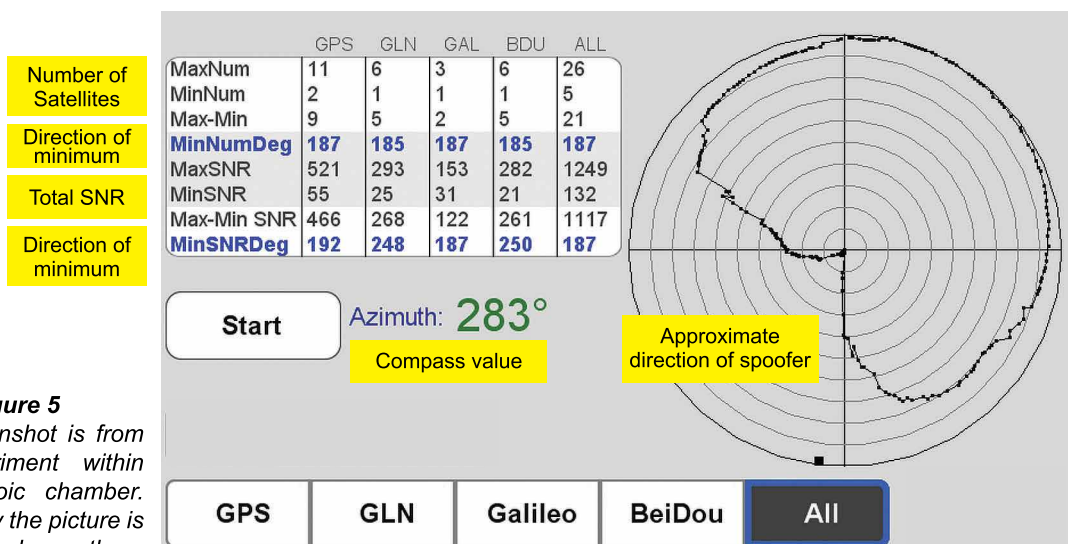 GPS GLN GAL BDU ALL
Number of
Satellites
MaxNum 11 6 3 6 26
MinNum 2 1 1 1 5
Max-Min 9 5 2 5 21
Direction of
minimum
MinNumDeg 187 185 187 185 187
MaxSNR 521 293 153 282 1249
Total SNR
MinSNR 55 25 31 21 132
Max-Min SNR 466 268 122 261 1117
Direction of
minimum
MinSNRDeg 192 248 187 250 187
Start
Azimuth: 283°
Compass value
Approximate
direction of spoofer
gure 5
nshot is from
riment within
oic chamber.
the picture is
GPS GLN Galileo BeiDou All